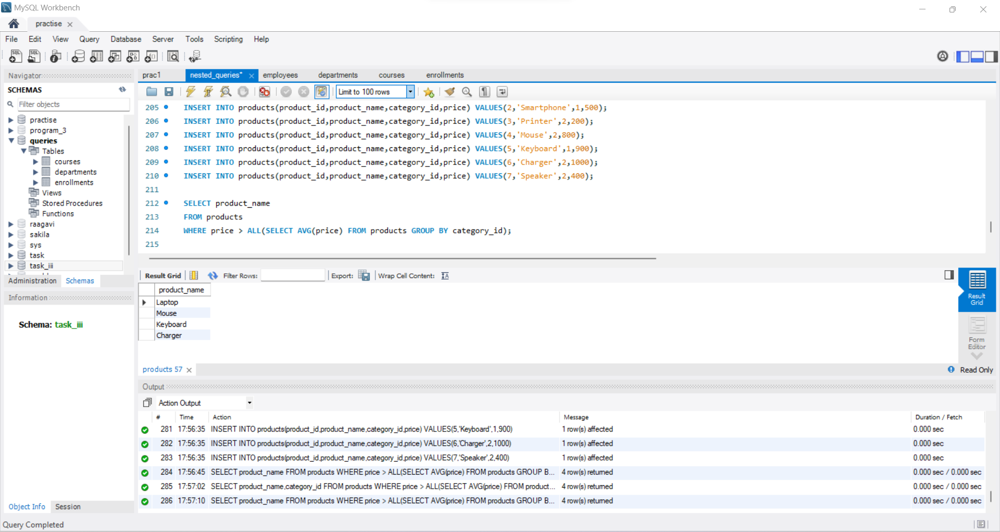 MySQL Workbench
practise
File Edit View Query Database Server Tools Scripting Help
Navigator
SCHEMAS
Filter objects
practise
program_3
queries
Tables
courses
departments
enrollments
Views
Stored Procedures
Functions
raagavi
sakila
sys
task
task_iii
Administration Schemas
Information
Schema: task_iii
Object Info Session
prac1 nested_queries* employees departments courses enrollments
Limit to 100 rows
205 INSERT INTO products(product_id,product_name,category_id,price) VALUES(2,'Smartphone',1,500);
206 INSERT INTO products(product_id,product_name,category_id,price) VALUES(3,'Printer',2,200);
207 INSERT INTO products(product_id,product_name,category_id,price) VALUES(4,'Mouse',2,800);
208 INSERT INTO products(product_id,product_name,category_id,price) VALUES(5,'Keyboard',1,900);
209 INSERT INTO products(product_id,product_name,category_id,price) VALUES(6,'Charger',2,1000);
210 INSERT INTO products(product_id,product_name,category_id,price) VALUES(7,'Speaker',2,400);
211
212 SELECT product_name
213 FROM products
214 WHERE price > ALL(SELECT AVG(price) FROM products GROUP BY category_id);
215
Result Grid Filter Rows: Export: Wrap Cell Content:
product_name
Laptop
Mouse
Keyboard
Charger
Result Grid
Form Editor
products 57
Read Only
Output
Action Output
# Time Action Message Duration / Fetch
281 17:56:35 INSERT INTO products(product_id,product_name,category_id,price) VALUES(5,'Keyboard',1,900) 1 row(s) affected 0.000 sec
282 17:56:35 INSERT INTO products(product_id,product_name,category_id,price) VALUES(6,'Charger',2,1000) 1 row(s) affected 0.000 sec
283 17:56:35 INSERT INTO products(product_id,product_name,category_id,price) VALUES(7,'Speaker',2,400) 1 row(s) affected 0.000 sec
284 17:56:45 SELECT product_name FROM products WHERE price > ALL(SELECT AVG(price) FROM products GROUP B... 4 row(s) returned 0.000 sec / 0.000 sec
285 17:57:02 SELECT product_name,category_id FROM products WHERE price > ALL(SELECT AVG(price) FROM product... 4 row(s) returned 0.000 sec / 0.000 sec
286 17:57:10 SELECT product_name FROM products WHERE price > ALL(SELECT AVG(price) FROM products GROUP B... 4 row(s) returned 0.000 sec / 0.000 sec
Query Completed